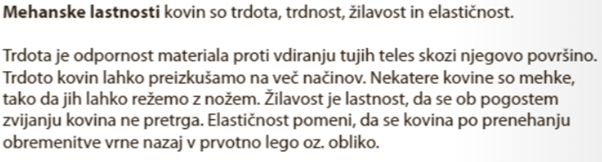 Mehanske lastnosti kovin so trdota, trdnost, žilavost in elastičnost.
Trdota je odpornost materiala proti vdiranju tujih teles skozi njegovo površino.
Trdoto kovin lahko preizkušamo na več načinov. Nekatere kovine so mehke,
tako da jih lahko režemo z nožem. Žilavost je lastnost, da se ob pogostem
zvijanju kovina ne pretrga. Elastičnost pomeni, da se kovina po prenehanju
obremenitve vrne nazaj v prvotno lego oz. obliko.